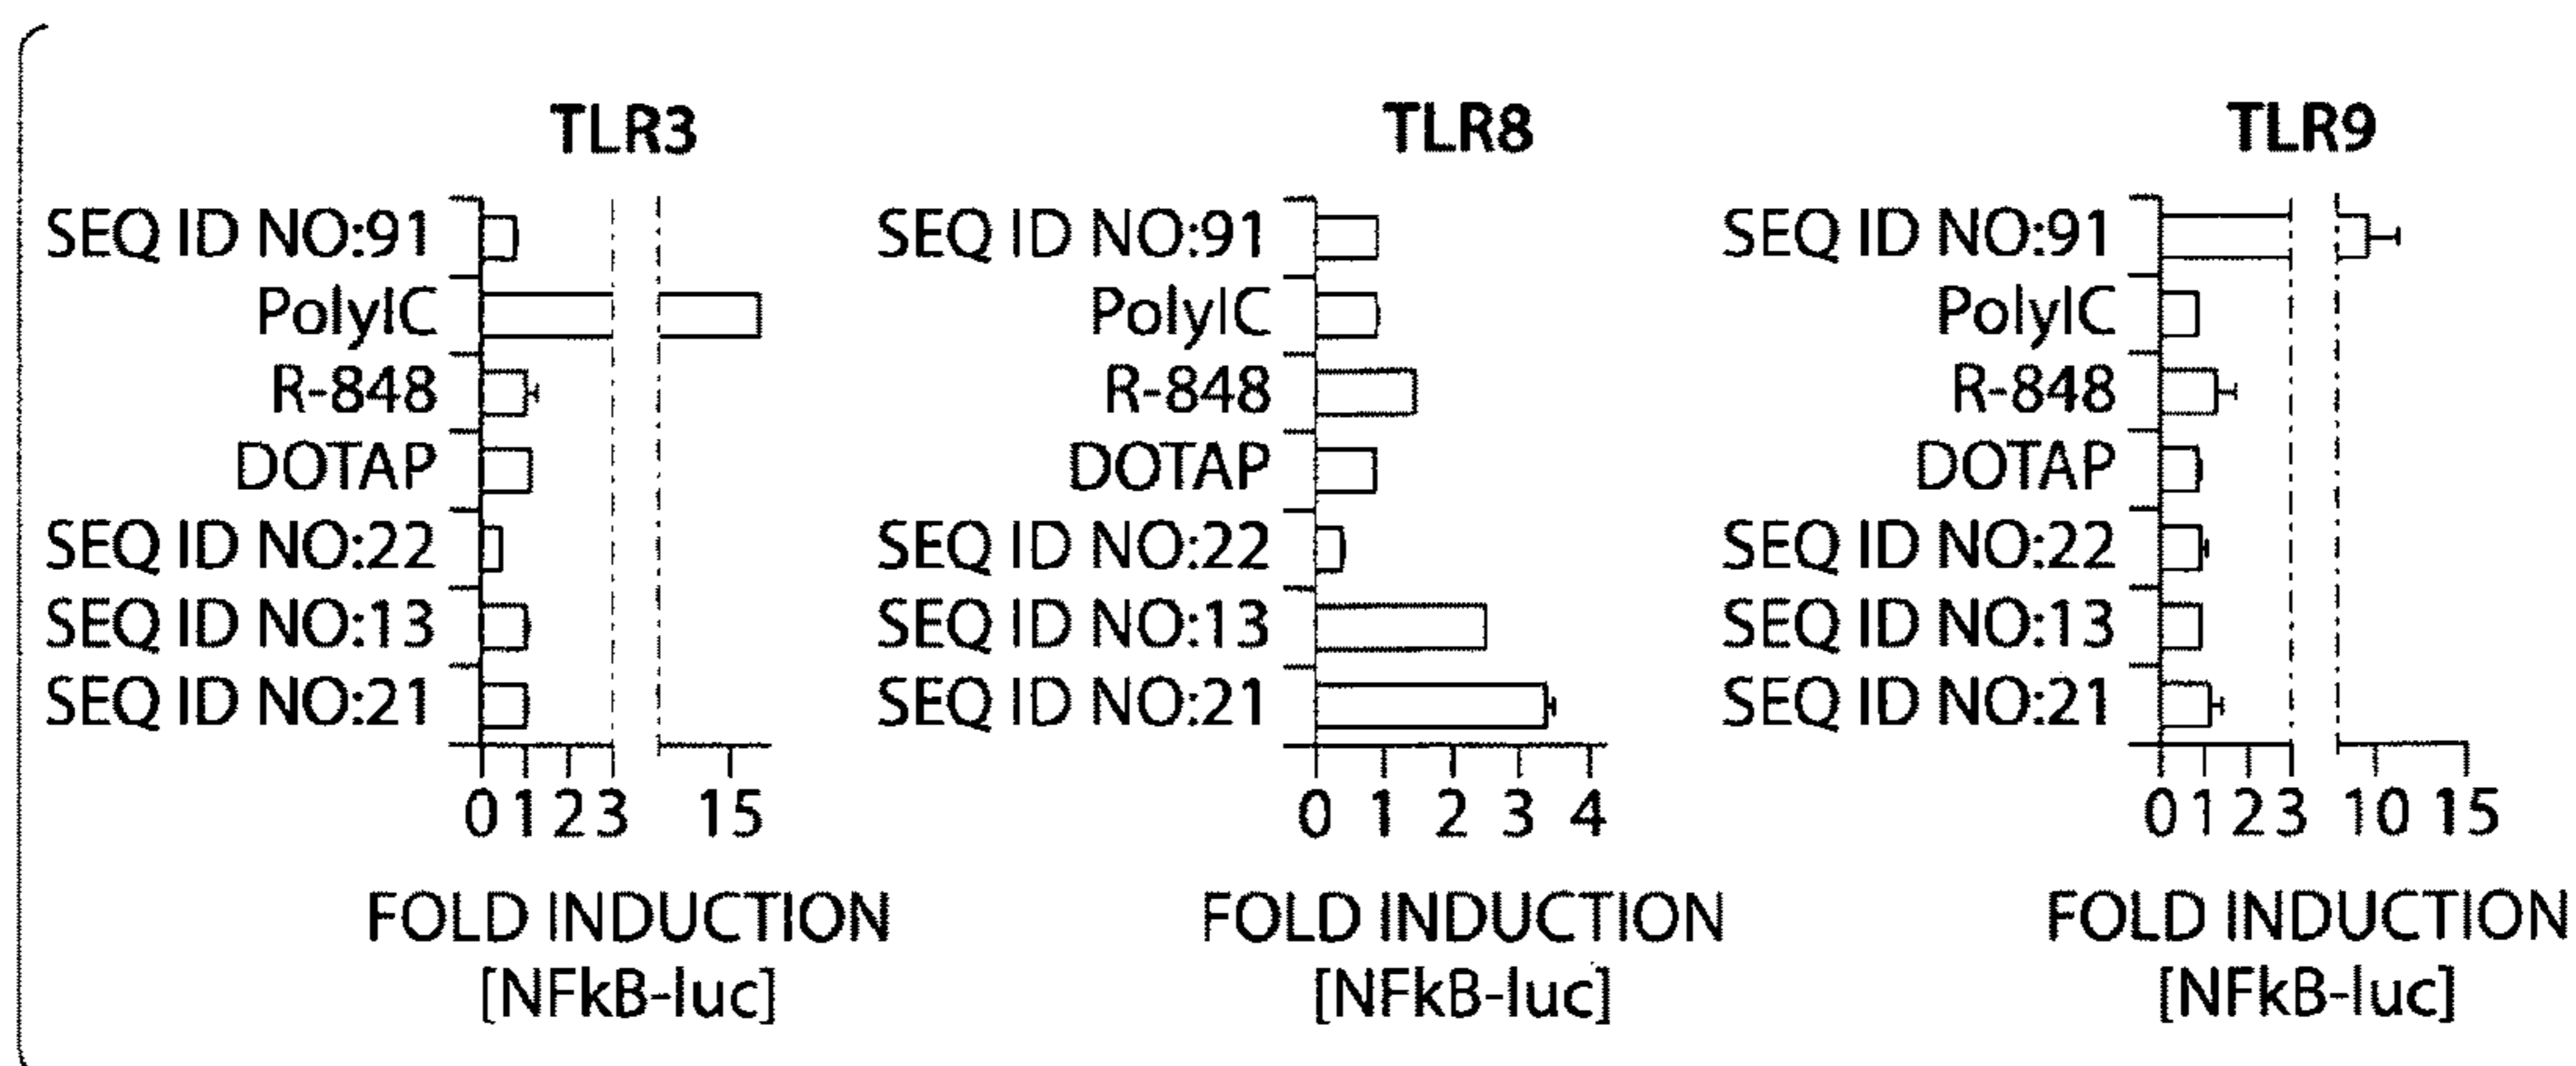 TLR3
SEQ ID NO:91
PolyIC
R-848
DOTAP
SEQ ID NO:22
SEQ ID NO:13
SEQ ID NO:21
0 1 2 3 15
FOLD INDUCTION
[NFkB-luc]
TLR8
SEQ ID NO:91
PolyIC
R-848
DOTAP
SEQ ID NO:22
SEQ ID NO:13
SEQ ID NO:21
0 1 2 3 4
FOLD INDUCTION
[NFkB-luc]
TLR9
SEQ ID NO:91
PolyIC
R-848
DOTAP
SEQ ID NO:22
SEQ ID NO:13
SEQ ID NO:21
0 1 2 3 10 15
FOLD INDUCTION
[NFkB-luc]